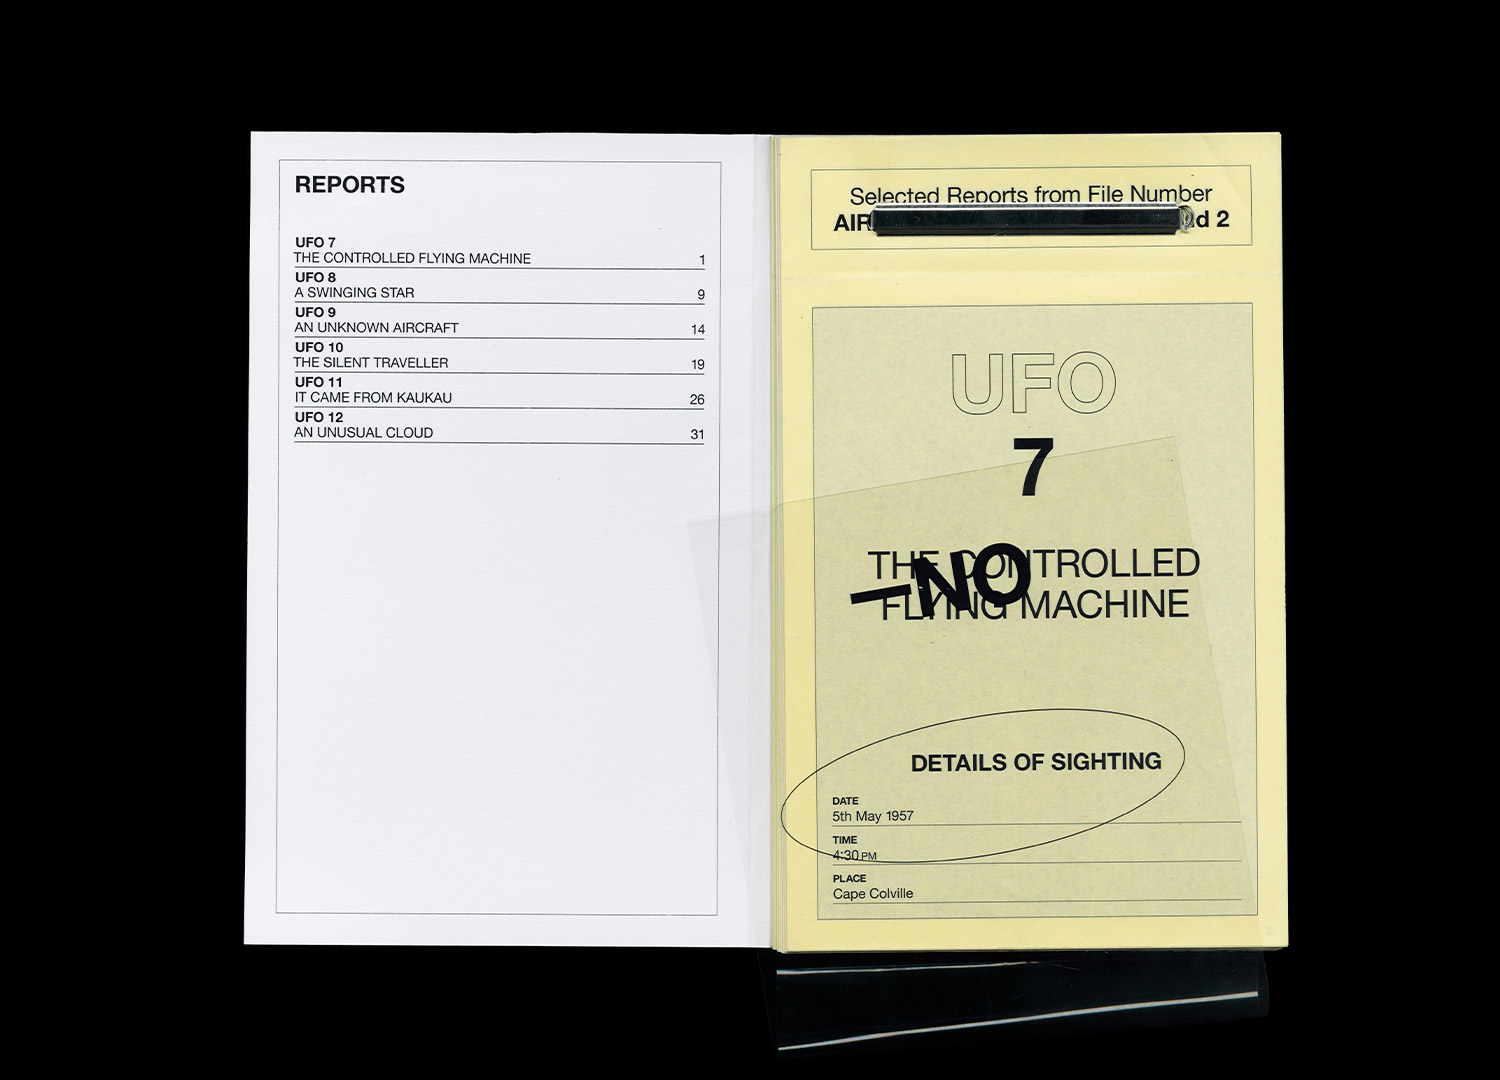 REPORTS
UFO 7
THE CONTROLLED FLYING MACHINE 1
UFO 8
A SWINGING STAR 9
UFO 9
AN UNKNOWN AIRCRAFT 14
UFO 10
THE SILENT TRAVELLER 19
UFO 11
IT CAME FROM KAUKAU 26
UFO 12
AN UNUSUAL CLOUD 31
Selected Reports from File Number
AIR 2
UFO
7
THE CONTROLLED
—NO
FLYING MACHINE
DETAILS OF SIGHTING
DATE
5th May 1957
TIME
4:30 PM
PLACE
Cape Colville